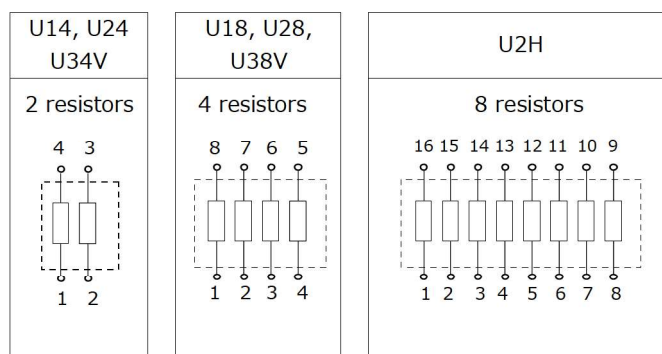 U14, U24
U34V
2 resistors
4 3
1 2
U18, U28,
U38V
4 resistors
8 7 6 5
1 2 3 4
U2H
8 resistors
16 15 14 13 12 11 10 9
1 2 3 4 5 6 7 8